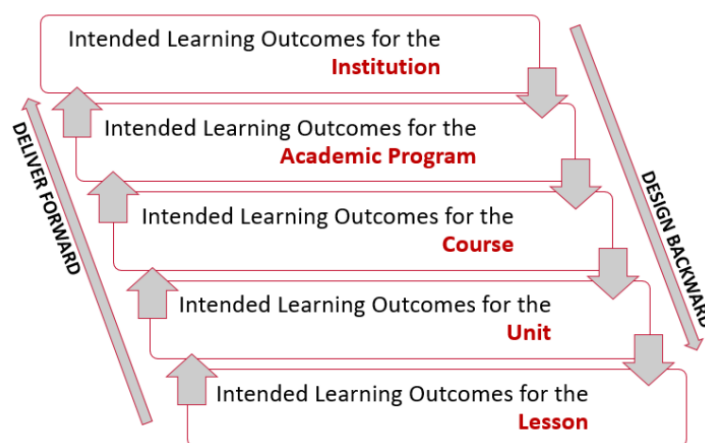 Intended Learning Outcomes for the
Institution
Intended Learning Outcomes for the
Academic Program
Intended Learning Outcomes for the
Course
Intended Learning Outcomes for the
Unit
Intended Learning Outcomes for the
Lesson
DELIVER FORWARD
DESIGN BACKWARD